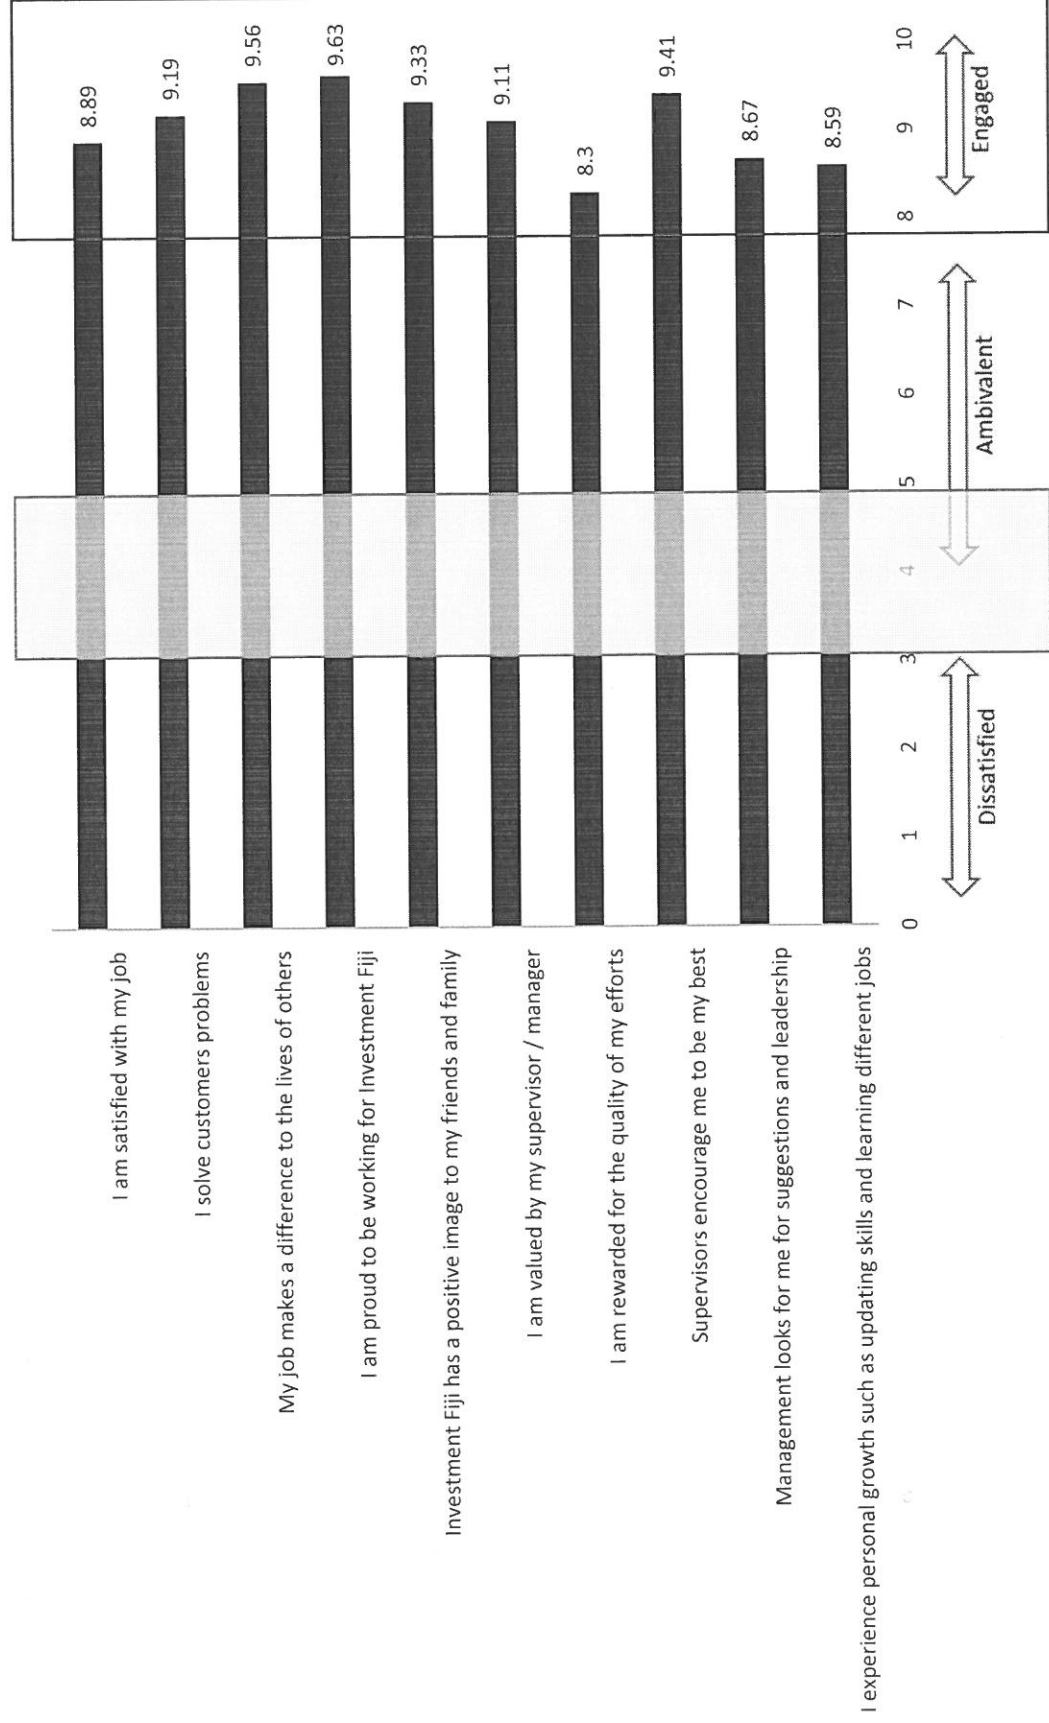 I am satisfied with my job
8.89
I solve customers problems
9.19
My job makes a difference to the lives of others
9.56
I am proud to be working for Investment Fiji
9.63
Investment Fiji has a positive image to my friends and family
9.33
I am valued by my supervisor / manager
9.11
I am rewarded for the quality of my efforts
8.3
Supervisors encourage me to be my best
9.41
Management looks for me for suggestions and leadership
8.67
I experience personal growth such as updating skills and learning different jobs
8.59
0 1 2 3 4 5 6 7 8 9 10
Dissatisfied Ambivalent Engaged